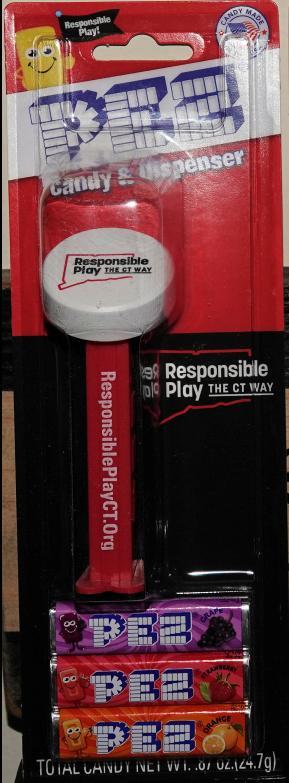 Responsible
Play!
CANDY MADE
PEZ
Candy & Dispenser
Responsible
Play THE CT WAY
Responsible
Play THE CT WAY
ResponsiblePlayCT.Org
PEZ
GRAPE
PEZ
STRAWBERRY
PEZ
ORANGE
TOTAL CANDY NET WT .87 OZ.(24.7g)